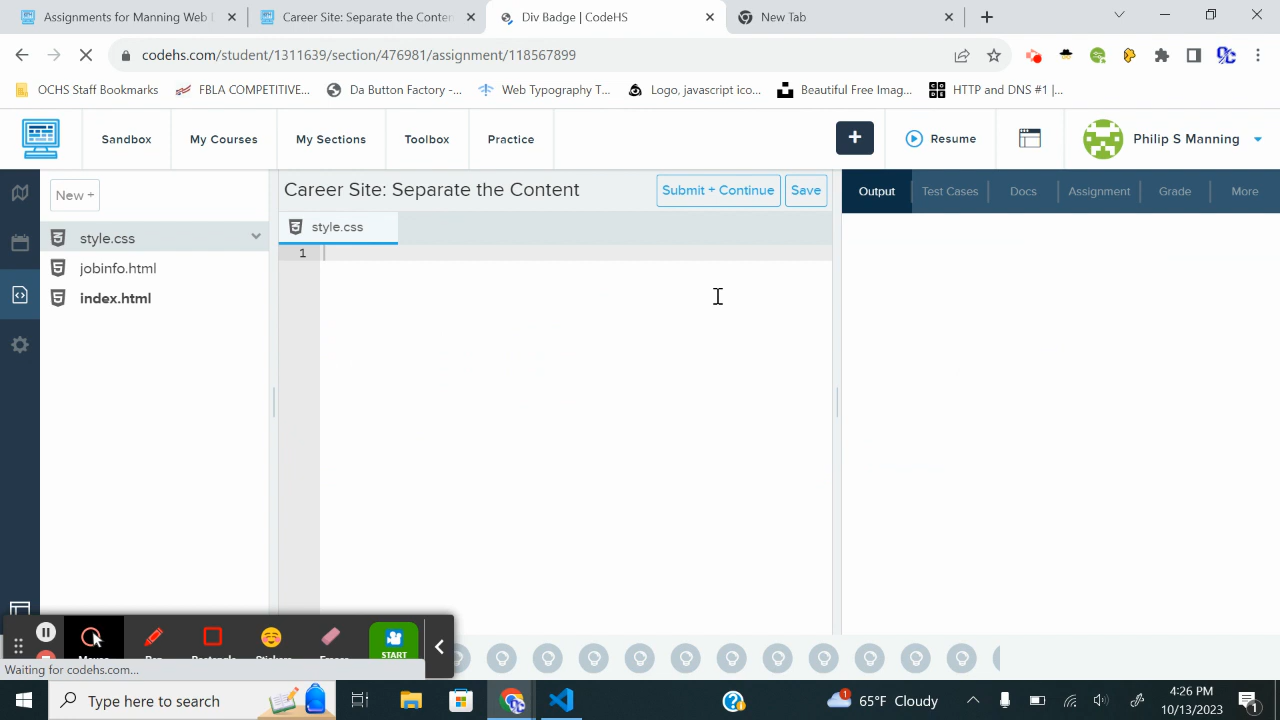 Assignments for Manning Web
Career Site: Separate the Conten
Div Badge | CodeHS
New Tab
codehs.com/student/1311639/section/476981/assignment/118567899
OCHS Staff Bookmarks
FBLA COMPETITIVE...
Da Button Factory -...
Web Typography T...
Logo, javascript ico...
Beautiful Free Imag...
HTTP and DNS #1 |...
Sandbox
My Courses
My Sections
Toolbox
Practice
+
Resume
Philip S Manning
New +
Career Site: Separate the Content
Submit + Continue
Save
Output
Test Cases
Docs
Assignment
Grade
More
style.css
style.css
1
jobinfo.html
index.html
START
Waiting for codehs.com...
Type here to search
1
65°F Cloudy
4:26 PM
10/13/2023
1